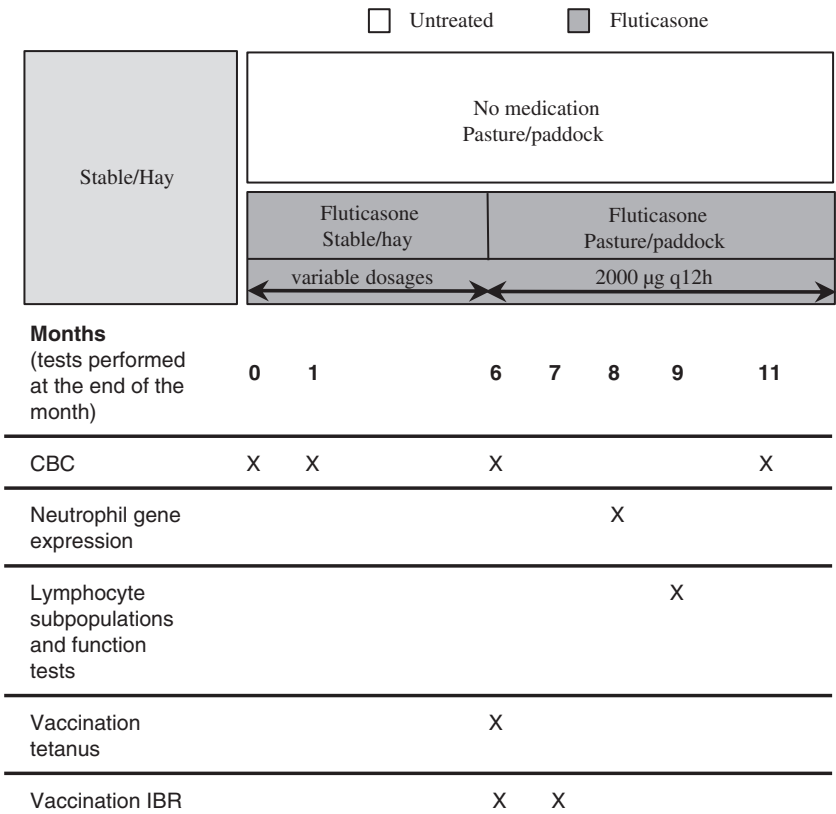 Untreated Fluticasone
No medication
Pasture/paddock
Stable/Hay
Fluticasone
Stable/hay
Fluticasone
Pasture/paddock
variable dosages
2000 µg q12h
Months
(tests performed
at the end of the
month)
0 1 6 7 8 9 11
CBC X X X X
Neutrophil gene
expression
X
Lymphocyte
subpopulations
and function
tests
X
Vaccination
tetanus
X
Vaccination IBR X X